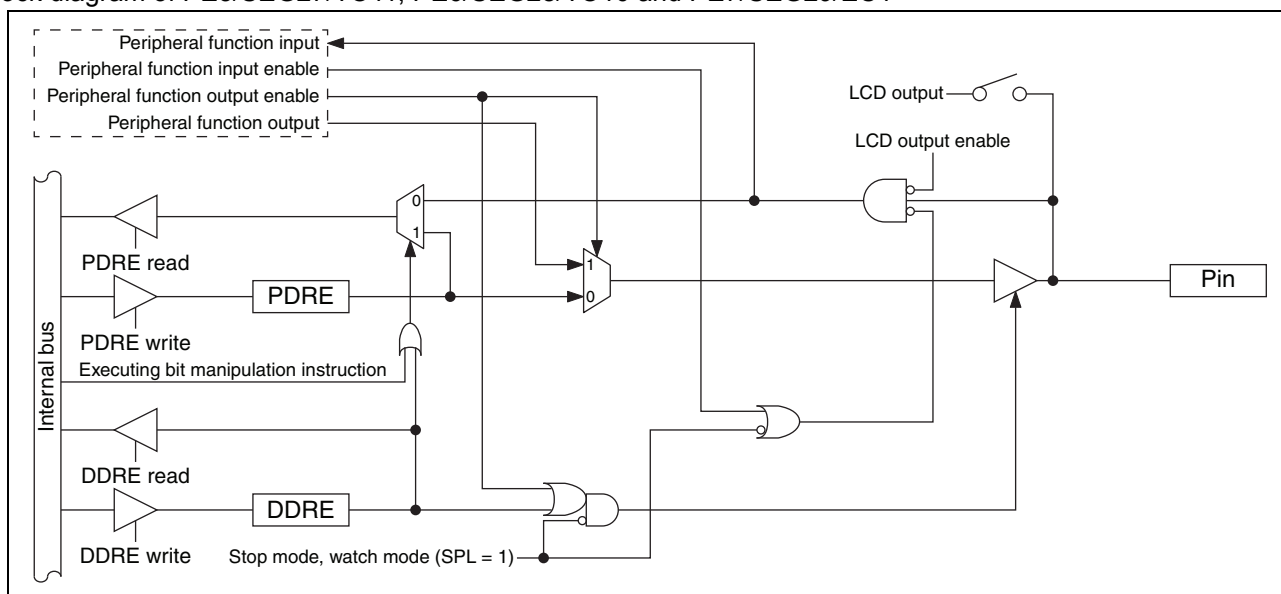 Peripheral function input
Peripheral function input enable
Peripheral function output enable
Peripheral function output
LCD output
LCD output enable
0
1
PDRE read
1
PDRE
0
Pin
PDRE write
Internal bus
Executing bit manipulation instruction
DDRE read
DDRE
DDRE write
Stop mode, watch mode (SPL = 1)